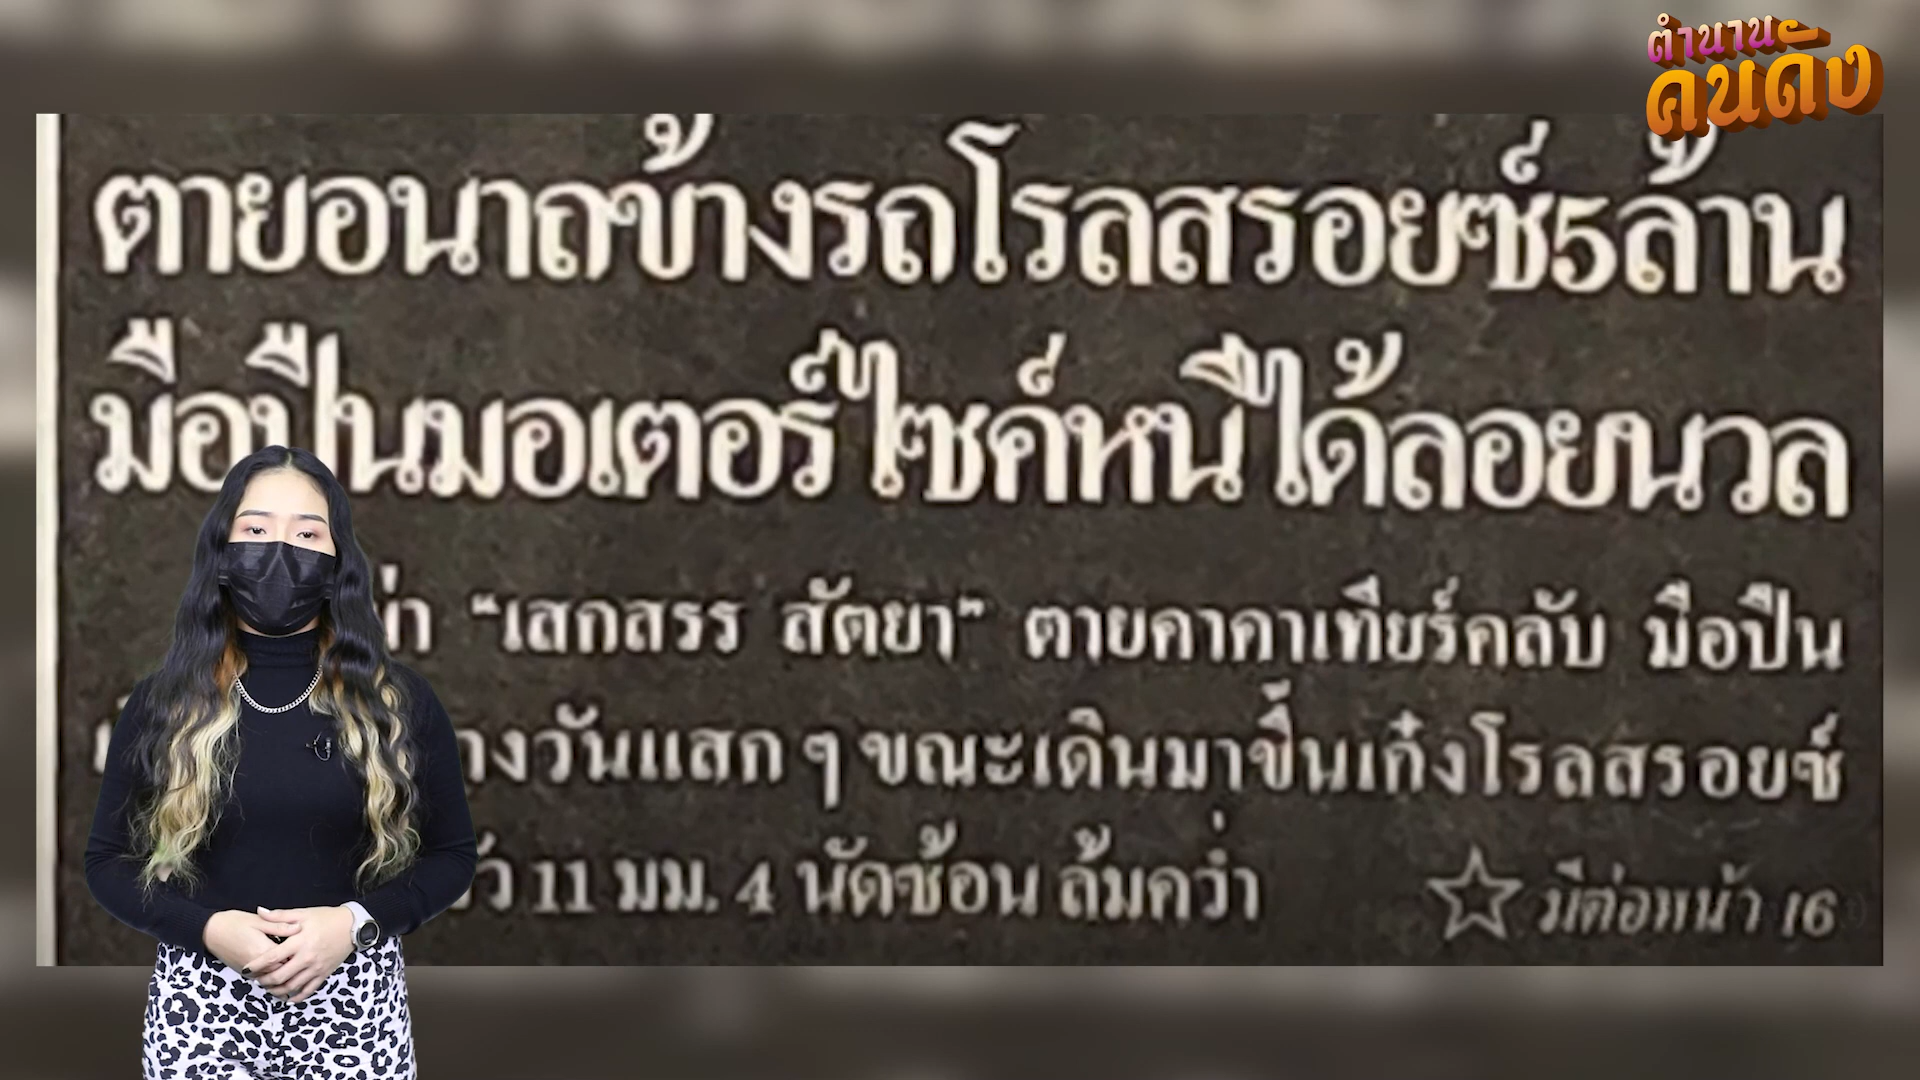 ตำนาน
คนดัง
ตายอนาถข้างรถโรลสรอยซ์5ล้าน
มือปืนมอเตอร์ไซค์หนีได้ลอยนวล
“เสกสรร สัตยา” ตายคาคาเทียร์คลับ มือปืน
วันแสก ๆ ขณะเดินมาขึ้นเก๋งโรลสรอยซ์
11 มม. 4 นัดซ้อน ล้มคว่ำ
มีต่อหน้า 16